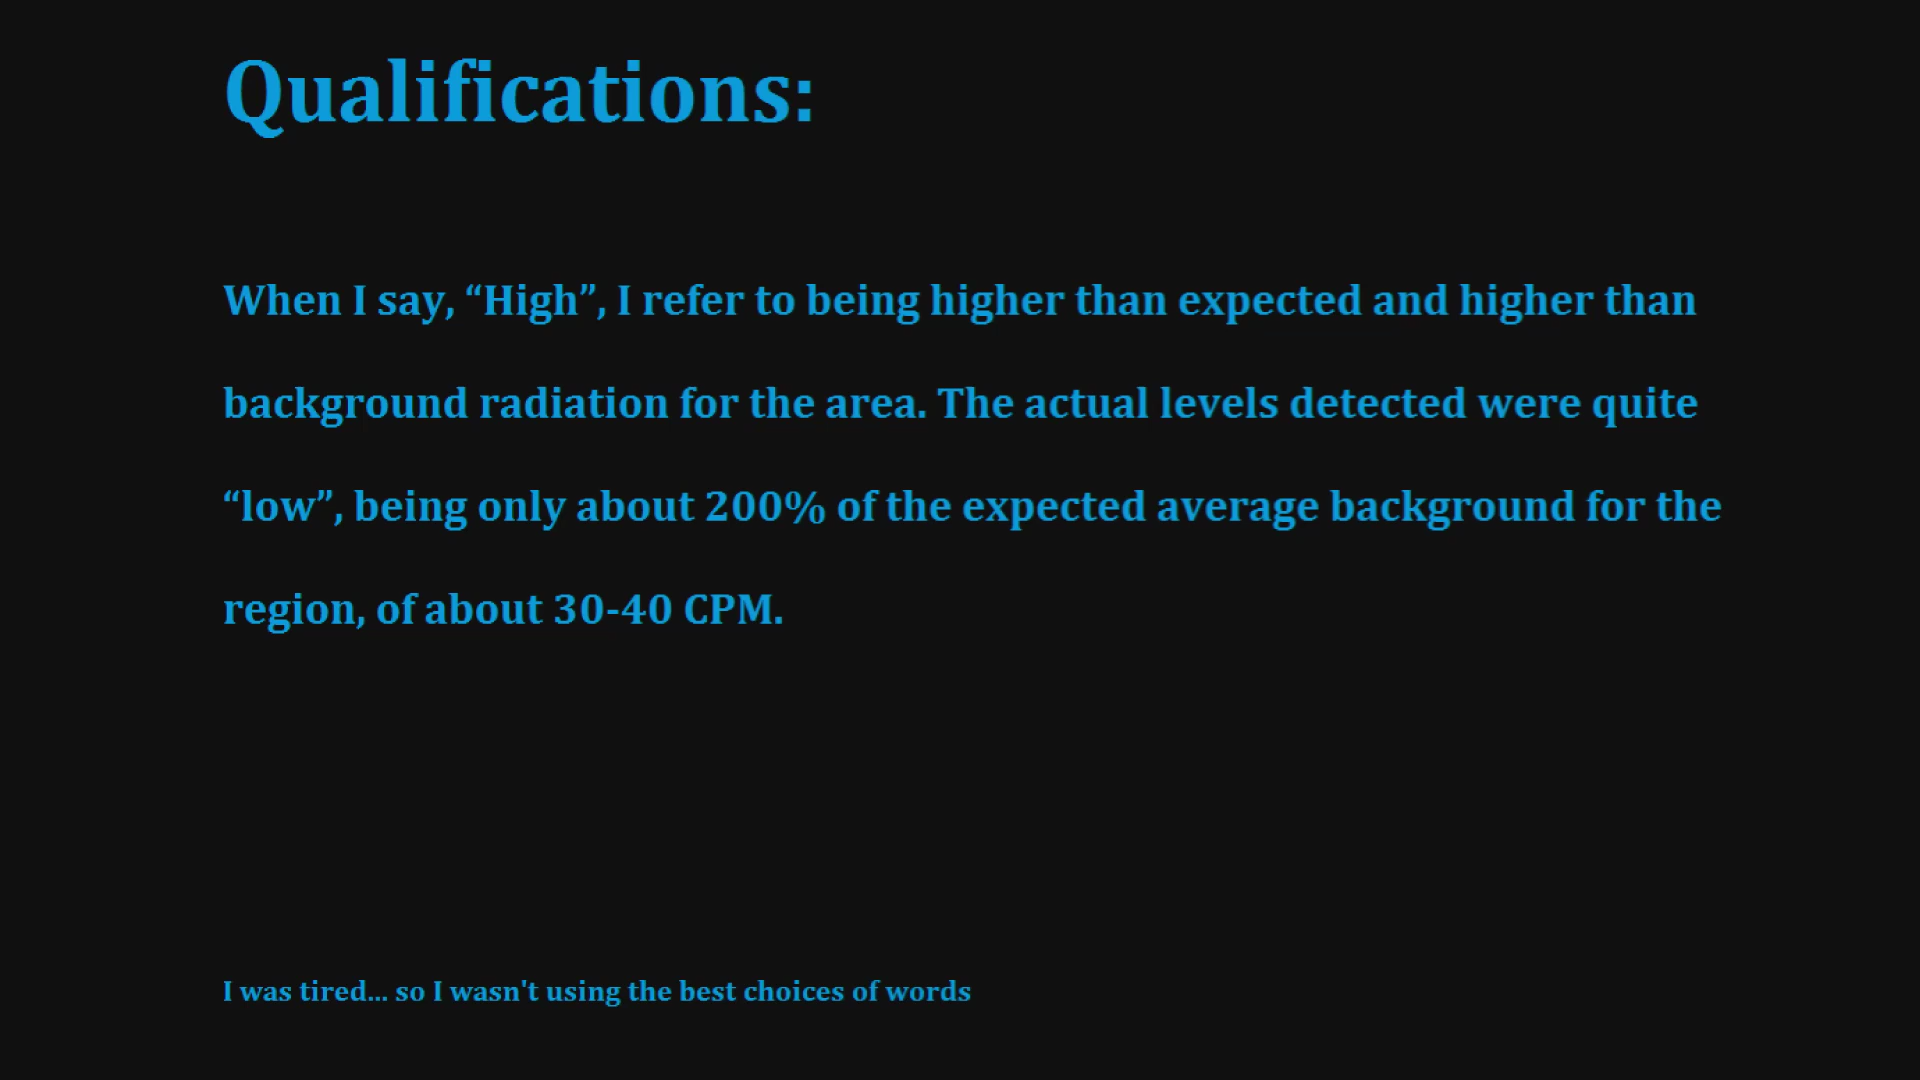 Qualifications:
When I say, “High”, I refer to being higher than expected and higher than
background radiation for the area. The actual levels detected were quite
“low”, being only about 200% of the expected average background for the
region, of about 30-40 CPM.
I was tired... so I wasn't using the best choices of words